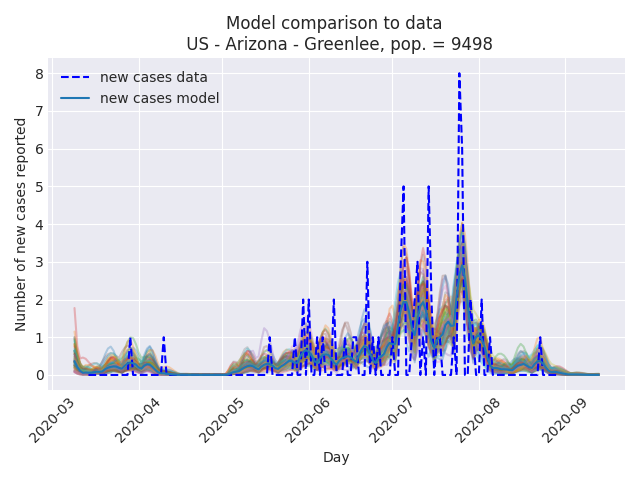 Model comparison to data
US - Arizona - Greenlee, pop. = 9498
new cases data
new cases model
Number of new cases reported
8
7
6
5
4
3
2
1
0
2020-03
2020-04
2020-05
2020-06
2020-07
2020-08
2020-09
Day